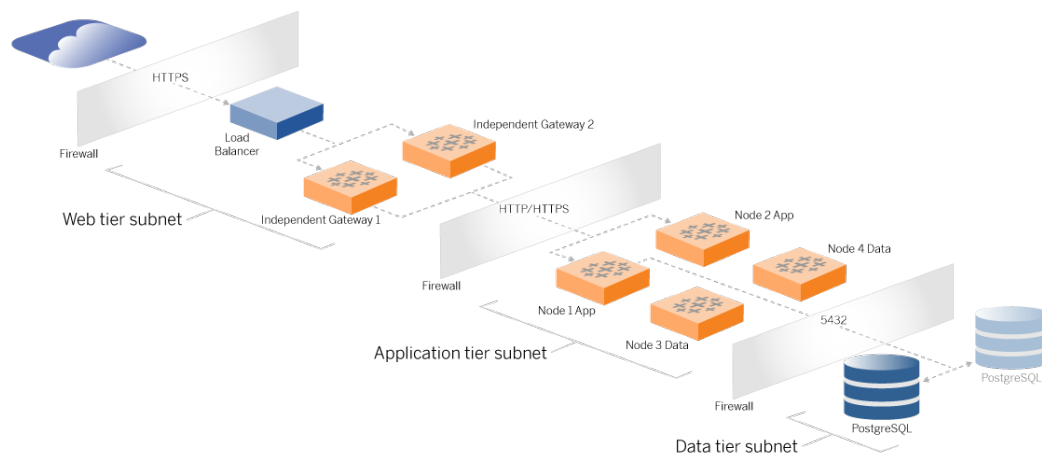 HTTPS
Firewall
Load
Balancer
Independent Gateway 2
Independent Gateway 1
Web tier subnet
HTTP/HTTPS
Firewall
Node 2 App
Node 4 Data
Node 1 App
Node 3 Data
Application tier subnet
5432
Firewall
PostgreSQL
PostgreSQL
Data tier subnet